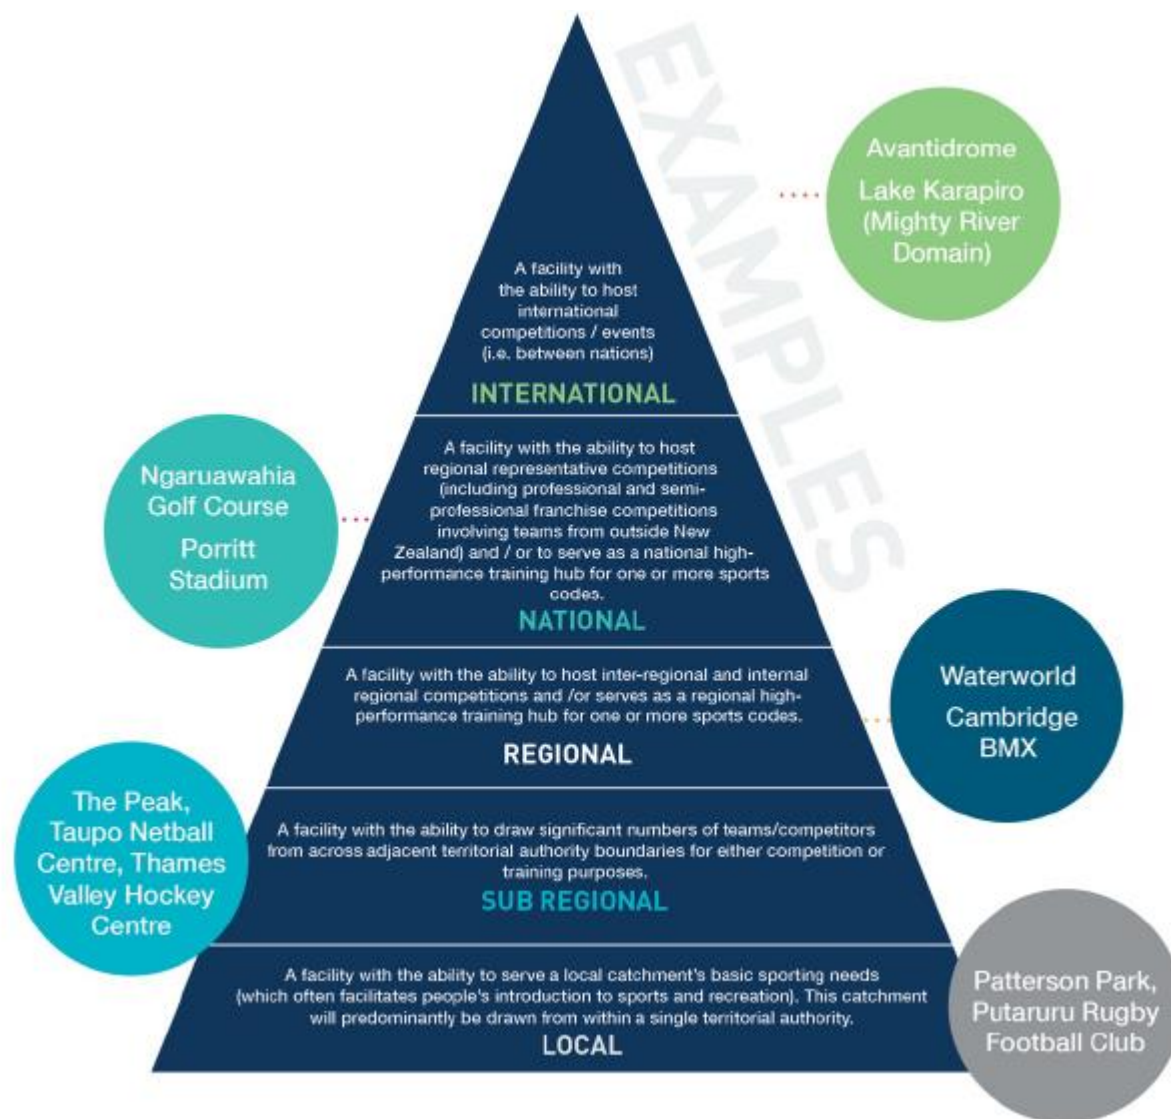 EXAMPLES
Avantidrome
Lake Karapiro
(Mighty River
Domain)
A facility with
the ability to host
international
competitions / events
(i.e. between nations)
INTERNATIONAL
Ngaruawahia
Golf Course
Porritt
Stadium
A facility with the ability to host
regional representative competitions
(including professional and semi-
professional franchise competitions
involving teams from outside New
Zealand) and / or to serve as a national high-
performance training hub for one or more sports
codes.
NATIONAL
A facility with the ability to host inter-regional and internal
regional competitions and /or serves as a regional high-
performance training hub for one or more sports codes.
REGIONAL
Waterworld
Cambridge
BMX
The Peak,
Taupo Netball
Centre, Thames
Valley Hockey
Centre
A facility with the ability to draw significant numbers of teams/competitors
from across adjacent territorial authority boundaries for either competition or
training purposes.
SUB REGIONAL
A facility with the ability to serve a local catchment's basic sporting needs
(which often facilitates people's introduction to sports and recreation). This catchment
will predominantly be drawn from within a single territorial authority.
LOCAL
Patterson Park,
Putaruru Rugby
Football Club